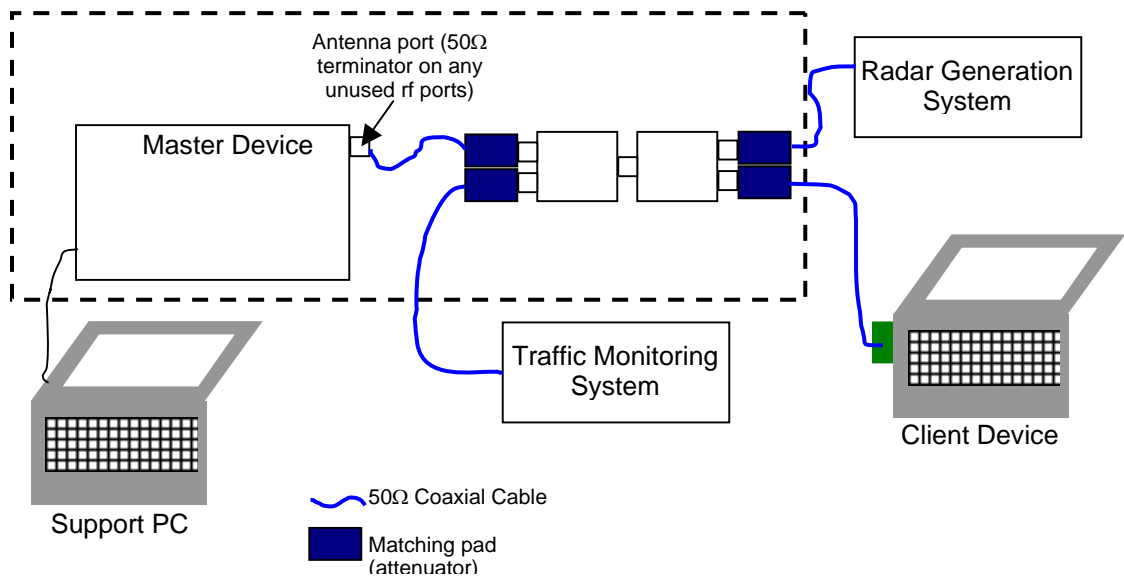 Antenna port (50Ω
terminator on any
unused rf ports)
Radar Generation
System
Master Device
Traffic Monitoring
System
Client Device
Support PC
50Ω Coaxial Cable
Matching pad
(attenuator)